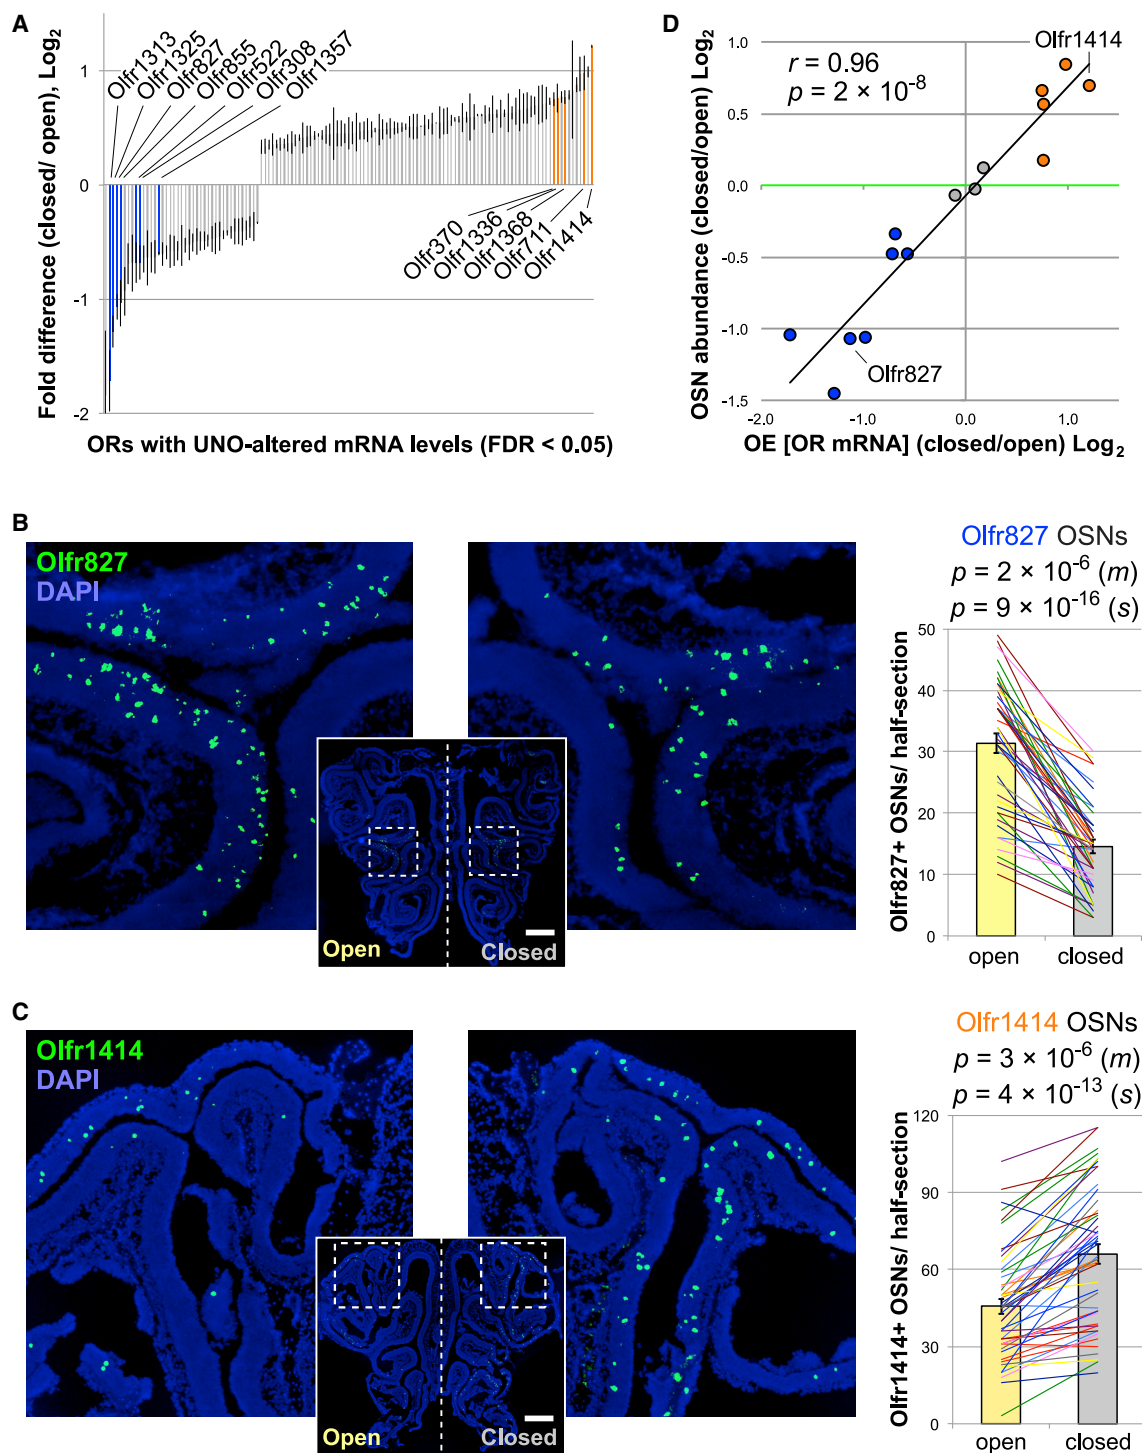 A
Fold difference (closed/ open), Log2
1
0
-1
-2
Olfr1313
Olfr1325
Olfr827
Olfr855
Olfr522
Olfr308
Olfr1357
Olfr370
Olfr1336
Olfr1368
Olfr711
Olfr1414
ORs with UNO-altered mRNA levels (FDR < 0.05)
D
OSN abundance (closed/open) Log2
1.0
0.5
0.0
-0.5
-1.0
-1.5
r = 0.96
p = 2 × 10-8
Olfr1414
Olfr827
-2.0 -1.0 0.0 1.0
OE [OR mRNA] (closed/open) Log2
B
Olfr827
DAPI
Open
Closed
Olfr827 OSNs
p = 2 × 10-6 (m)
p = 9 × 10-16 (s)
Olfr827+ OSNs/ half-section
50
40
30
20
10
0
open closed
C
Olfr1414
DAPI
Open
Closed
Olfr1414 OSNs
p = 3 × 10-6 (m)
p = 4 × 10-13 (s)
Olfr1414+ OSNs/ half-section
120
90
60
30
0
open closed